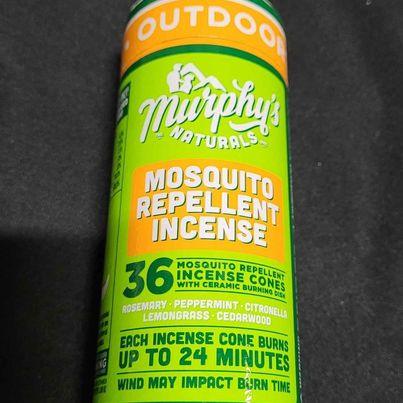 • OUTDOOR
Murphy's
NATURALS
MOSQUITO
REPELLENT
INCENSE
36 MOSQUITO REPELLENT
INCENSE CONES
WITH CERAMIC BURNING DISH
ROSEMARY • PEPPERMINT • CITRONELLA
LEMONGRASS • CEDARWOOD
EACH INCENSE CONE BURNS
UP TO 24 MINUTES
WIND MAY IMPACT BURN TIME